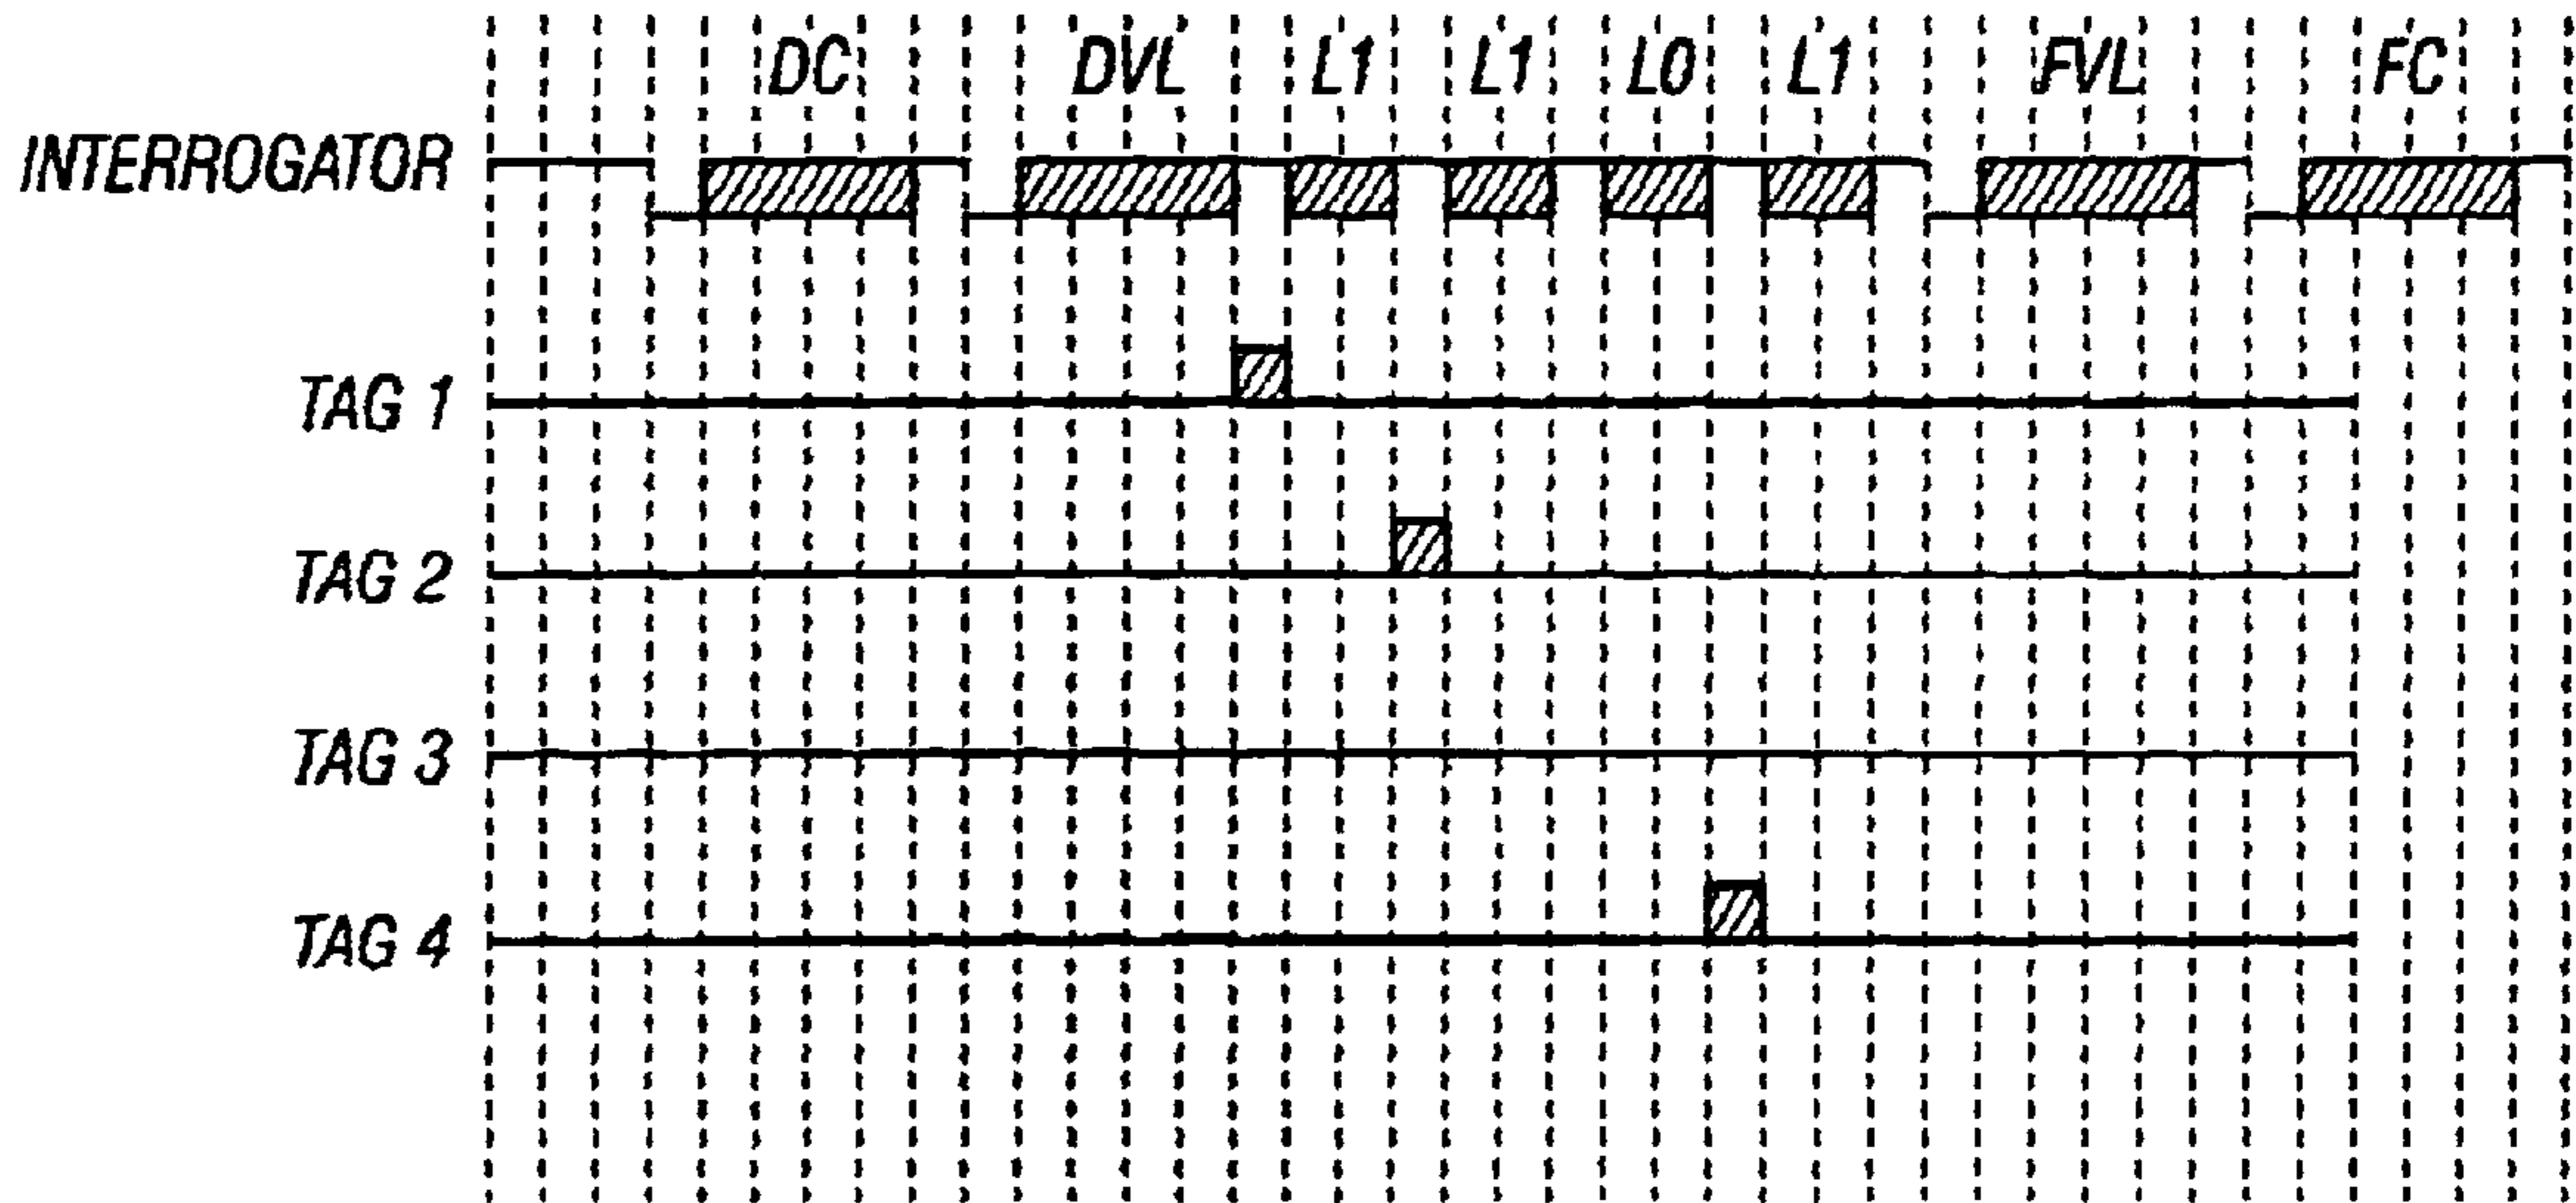 DC DVL L1 L1 L0 L1 FVL FC
INTERROGATOR
TAG 1
TAG 2
TAG 3
TAG 4